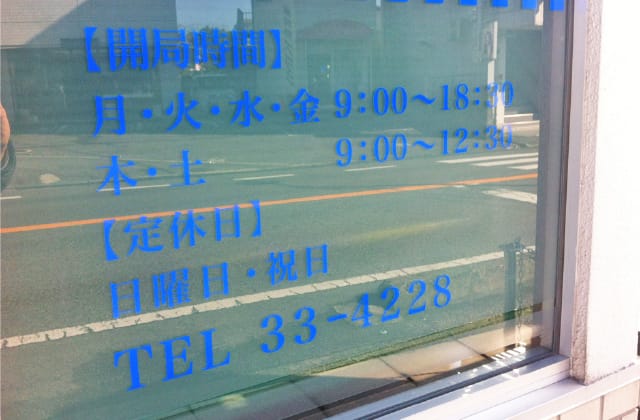 【開局時間】
月・火・水・金 9:00～18:30
木・土 9:00～12:30
【定休日】
日曜日・祝日
TEL 33-4228